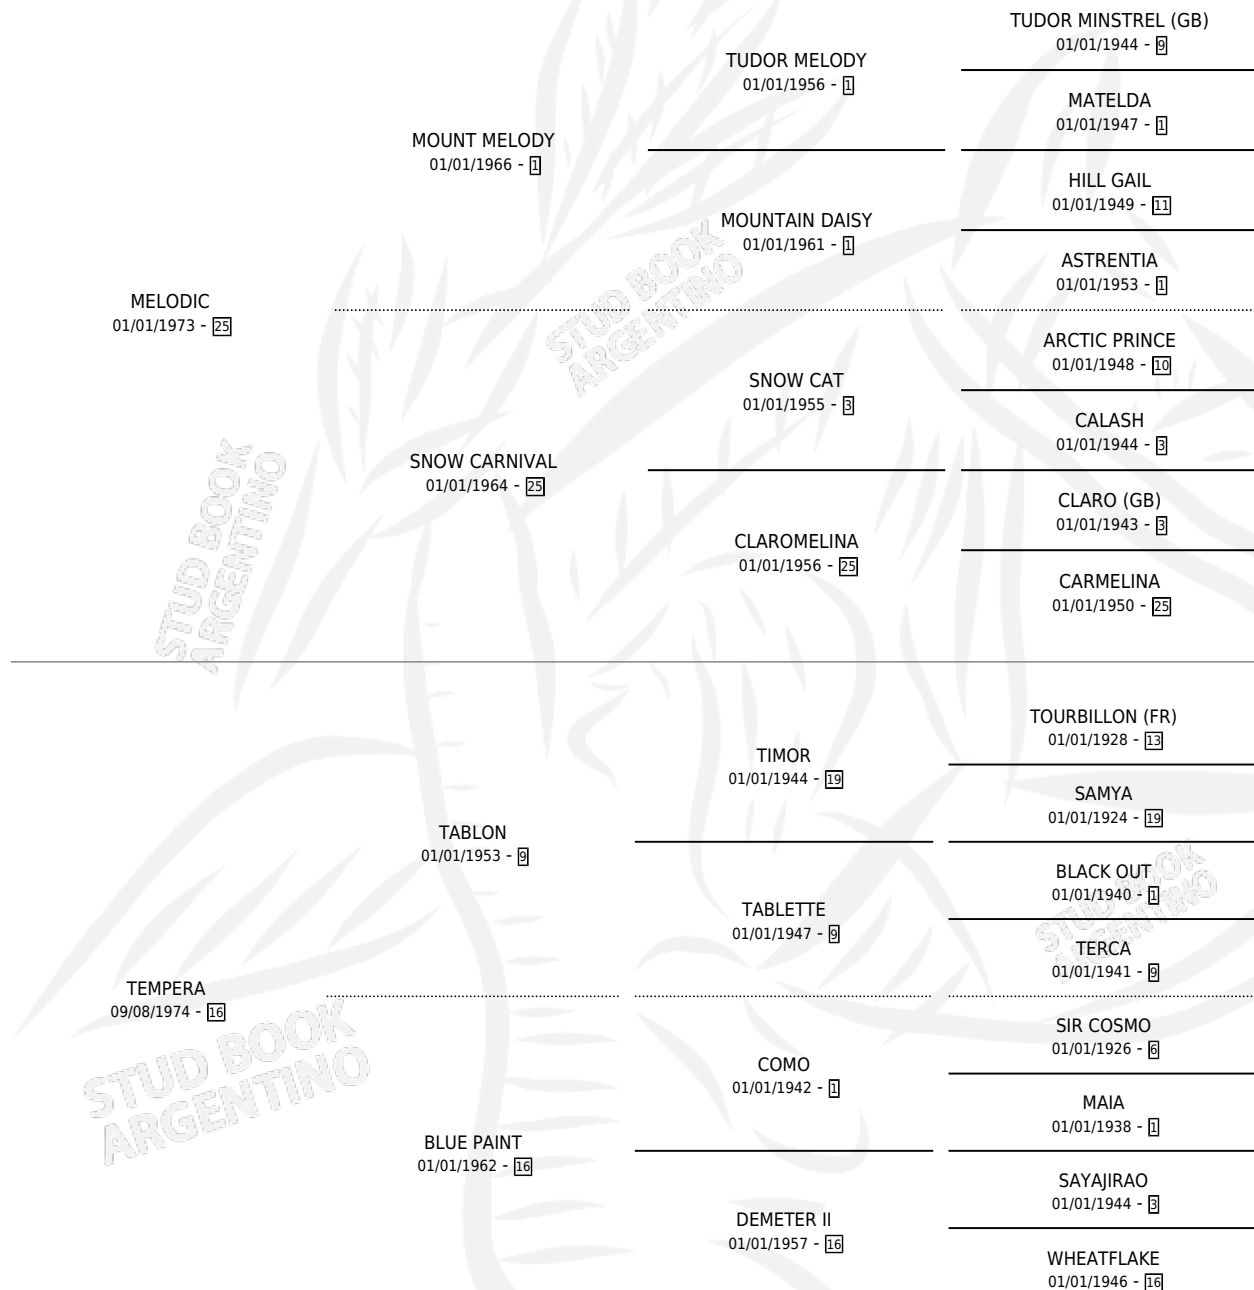 TUDOR MINSTREL (GB)
01/01/1944 - 9
TUDOR MELODY
01/01/1956 - 1
MATELDA
01/01/1947 - 1
MOUNT MELODY
01/01/1966 - 1
HILL GAIL
01/01/1949 - 11
MOUNTAIN DAISY
01/01/1961 - 1
ASTRENTIA
01/01/1953 - 1
MELODIC
01/01/1973 - 25
ARCTIC PRINCE
01/01/1948 - 10
SNOW CAT
01/01/1955 - 3
CALASH
01/01/1944 - 3
SNOW CARNIVAL
01/01/1964 - 25
CLARO (GB)
01/01/1943 - 3
CLAROMELINA
01/01/1956 - 25
CARMELINA
01/01/1950 - 25
TOURBILLON (FR)
01/01/1928 - 13
TIMOR
01/01/1944 - 19
SAMYA
01/01/1924 - 19
TABLON
01/01/1953 - 9
BLACK OUT
01/01/1940 - 1
TABLETTE
01/01/1947 - 9
TERCA
01/01/1941 - 9
TEMPERA
09/08/1974 - 16
SIR COSMO
01/01/1926 - 6
COMO
01/01/1942 - 1
MAIA
01/01/1938 - 1
BLUE PAINT
01/01/1962 - 16
SAYAJIRAO
01/01/1944 - 3
DEMETER II
01/01/1957 - 16
WHEATFLAKE
01/01/1946 - 16
STUD BOOK
ARGENTINO
STUD BOOK
ARGENTINO
STUD BOOK
ARGENTINO
STUD BOOK
ARGENTINO